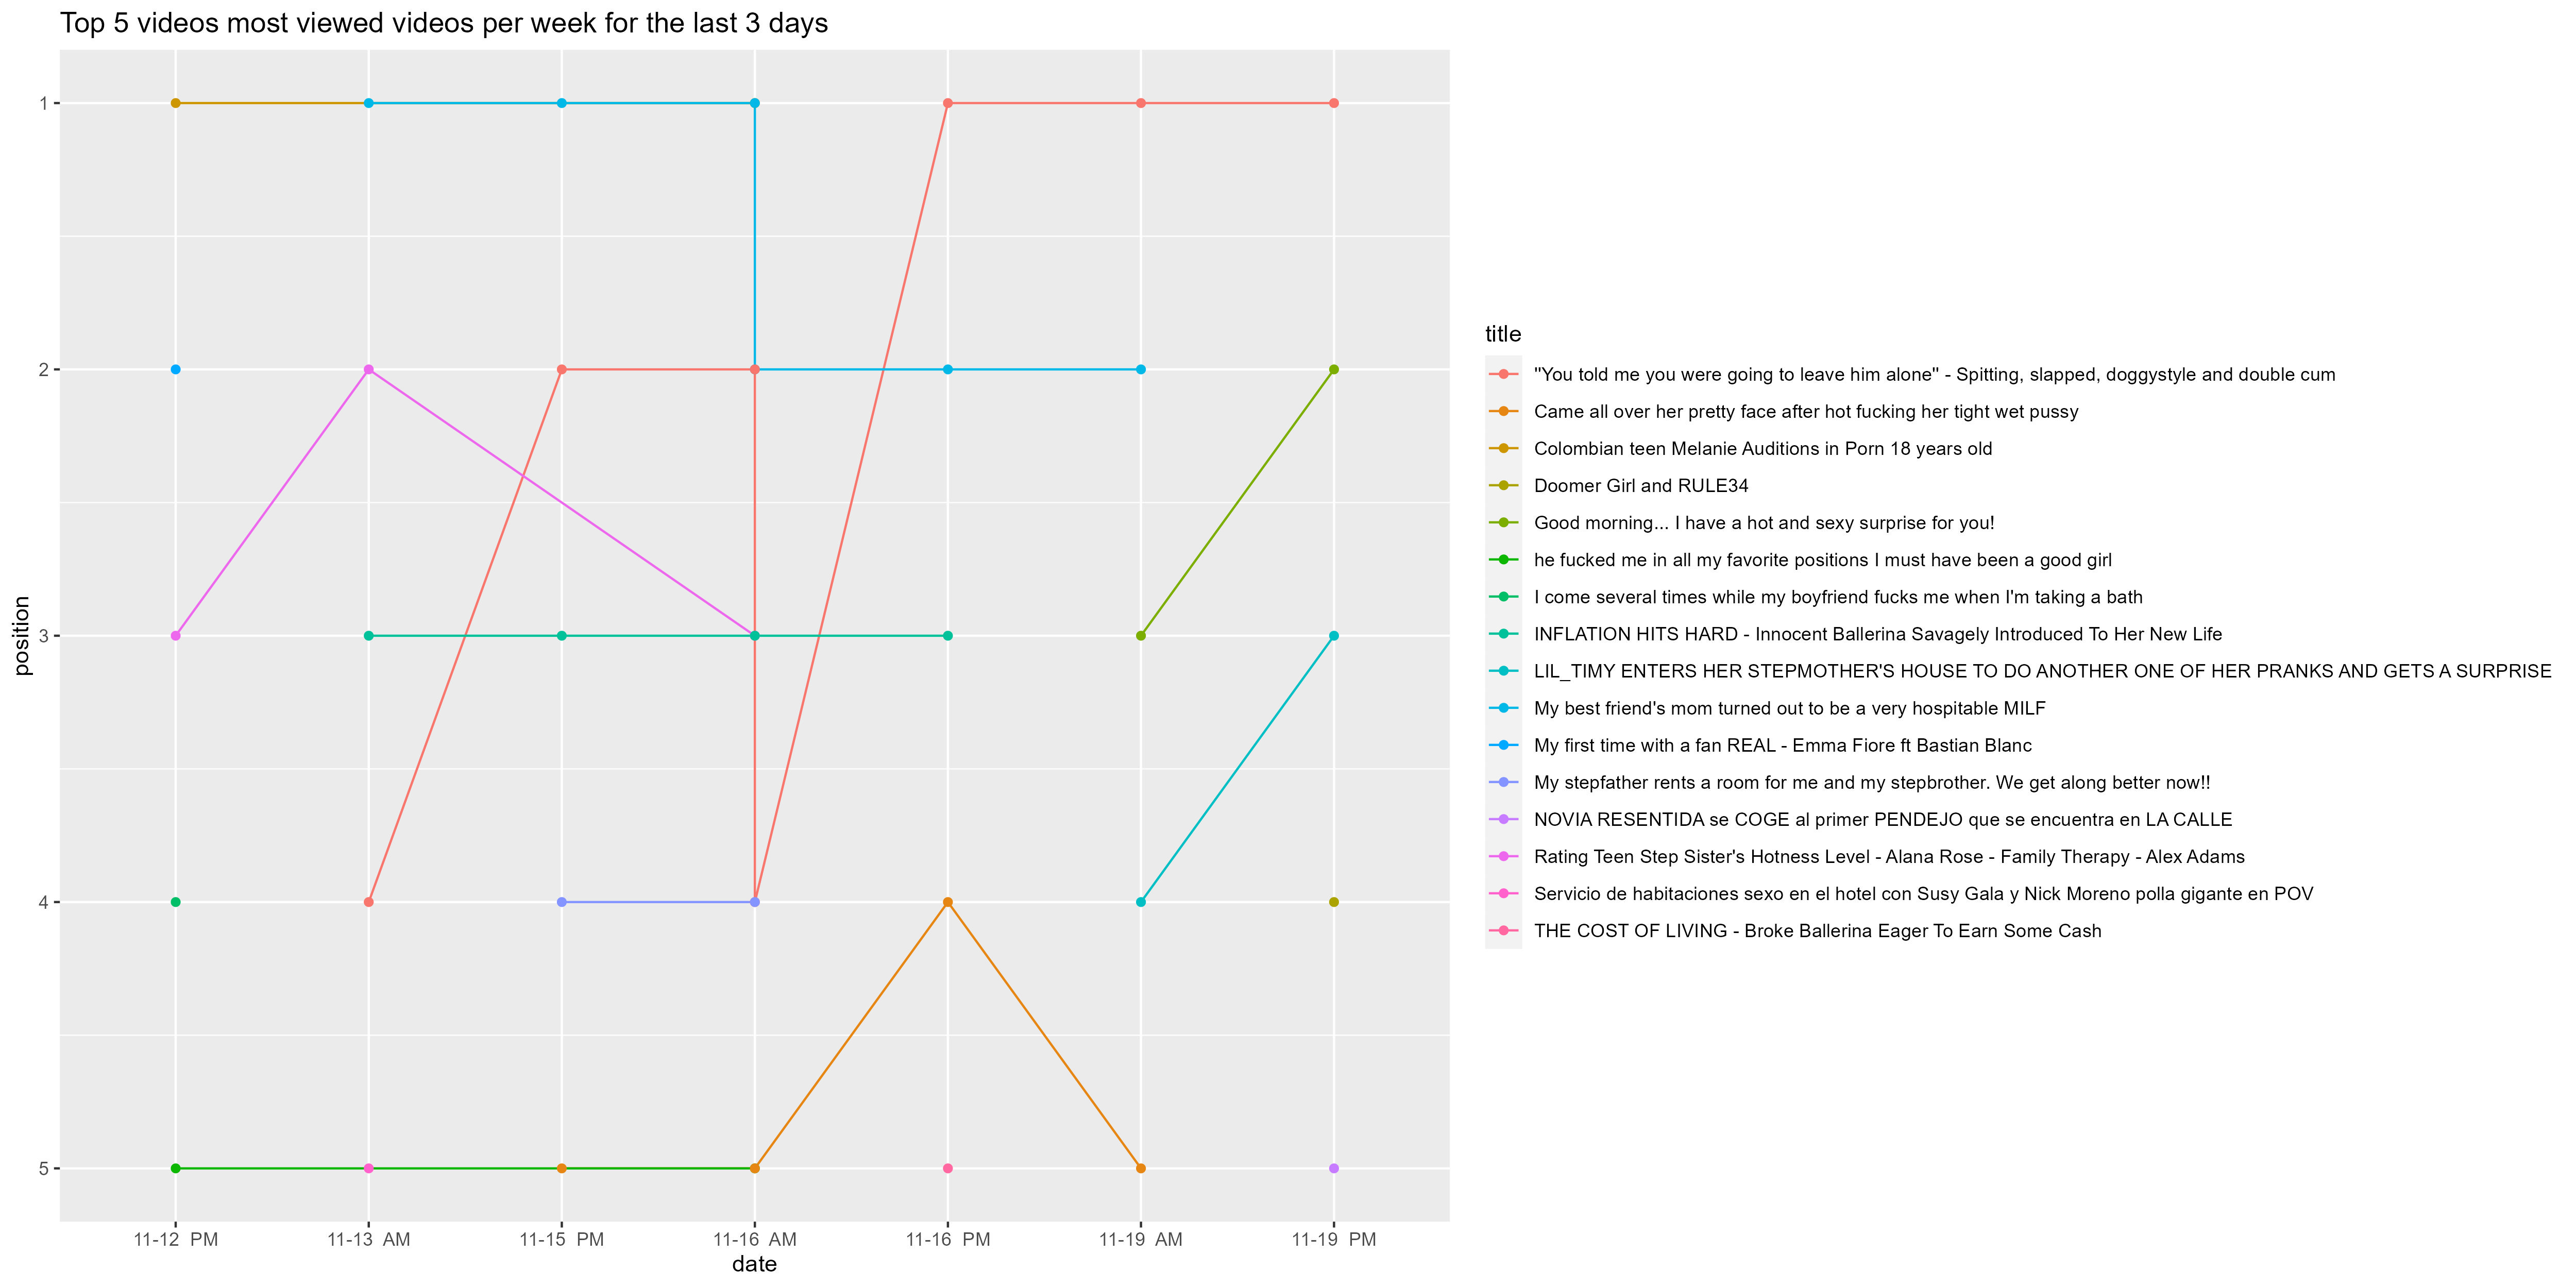 Top 5 videos most viewed videos per week for the last 3 days
position
1
2
3
4
5
11-12 PM
11-13 AM
11-15 PM
11-16 AM
11-16 PM
11-19 AM
11-19 PM
date
title
"You told me you were going to leave him alone" - Spitting, slapped, doggystyle and double cum
Came all over her pretty face after hot fucking her tight wet pussy
Colombian teen Melanie Auditions in Porn 18 years old
Doomer Girl and RULE34
Good morning... I have a hot and sexy surprise for you!
he fucked me in all my favorite positions I must have been a good girl
I come several times while my boyfriend fucks me when I'm taking a bath
INFLATION HITS HARD - Innocent Ballerina Savagely Introduced To Her New Life
LIL_TIMY ENTERS HER STEPMOTHER'S HOUSE TO DO ANOTHER ONE OF HER PRANKS AND GETS A SURPRISE
My best friend's mom turned out to be a very hospitable MILF
My first time with a fan REAL - Emma Fiore ft Bastian Blanc
My stepfather rents a room for me and my stepbrother. We get along better now!!
NOVIA RESENTIDA se COGE al primer PENDEJO que se encuentra en LA CALLE
Rating Teen Step Sister's Hotness Level - Alana Rose - Family Therapy - Alex Adams
Servicio de habitaciones sexo en el hotel con Susy Gala y Nick Moreno polla gigante en POV
THE COST OF LIVING - Broke Ballerina Eager To Earn Some Cash